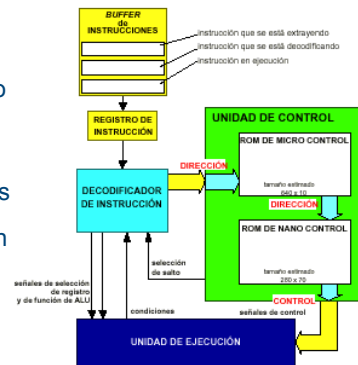 BUFFER
de
INSTRUCCIONES
instrucción que se está extrayendo
instrucción que se está decodificando
instrucción en ejecución
o
REGISTRO DE
INSTRUCCIÓN
UNIDAD DE CONTROL
ROM DE MICRO CONTROL
DIRECCIÓN
tamaño estimado
640 x 10
DECODIFICADOR
DE INSTRUCCIÓN
s
DIRECCIÓN
n
ROM DE NANO CONTROL
selección
de salto
tamaño estimado
280 x 70
señales de selección
de registro
y de función de ALU
condiciones
CONTROL
señales de control
UNIDAD DE EJECUCIÓN